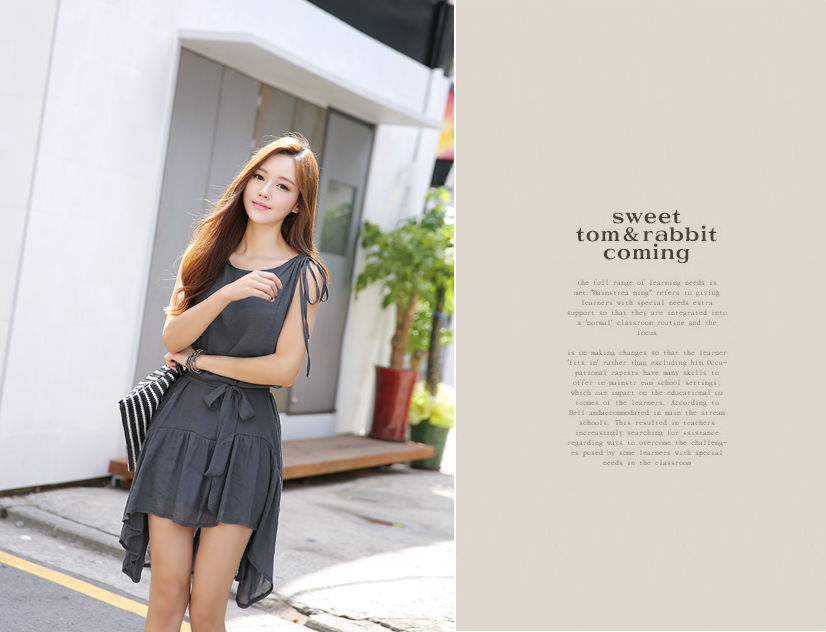 sweet
tom&rabbit
coming
the full range of learning needs is
met."Mainstrea ming" refers to giving
learners with special needs extra
support so that they are integrated into
a 'normal' classroom routine and the
focus
is on making changes so that the learner
'fits in' rather than excluding him.Occu-
pational rapists have many skills to
offer in mainstr eam school settings,
which can impact on the educational ou
tcomes of the learners. According to
Bell andaccommodated in main the stream
schools. This resulted in teachers
increasingly searching for ssistance
regarding ways to overcome the challeng-
es posed by some learners with special
needs in the classroom